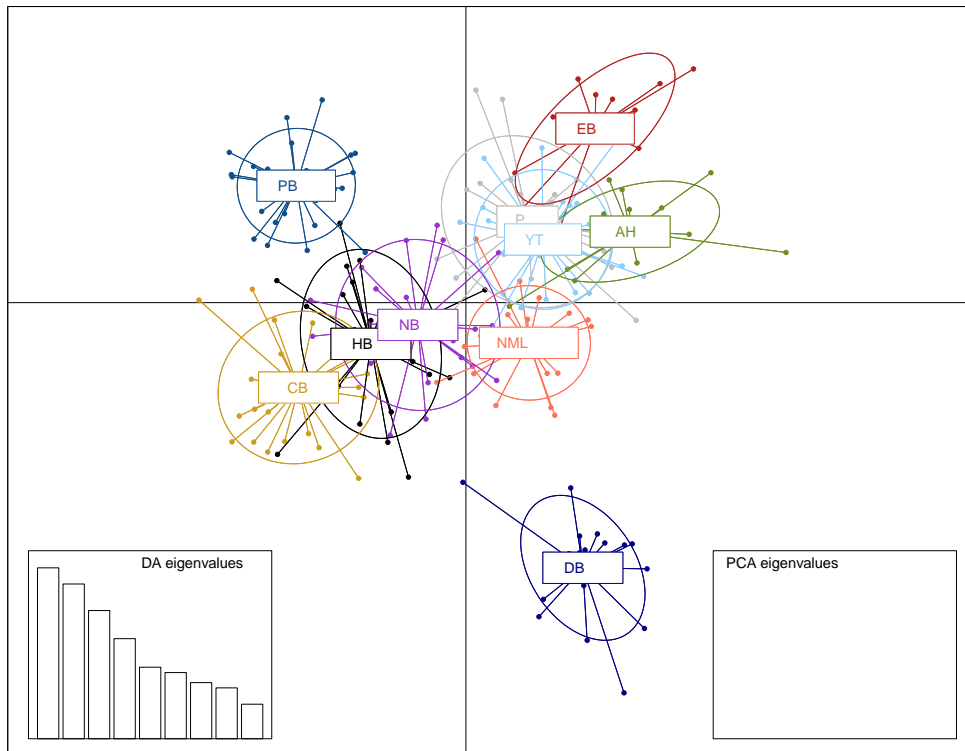 EB
PB
P
AH
YT
NB
HB
NML
CB
DB
DA eigenvalues
PCA eigenvalues